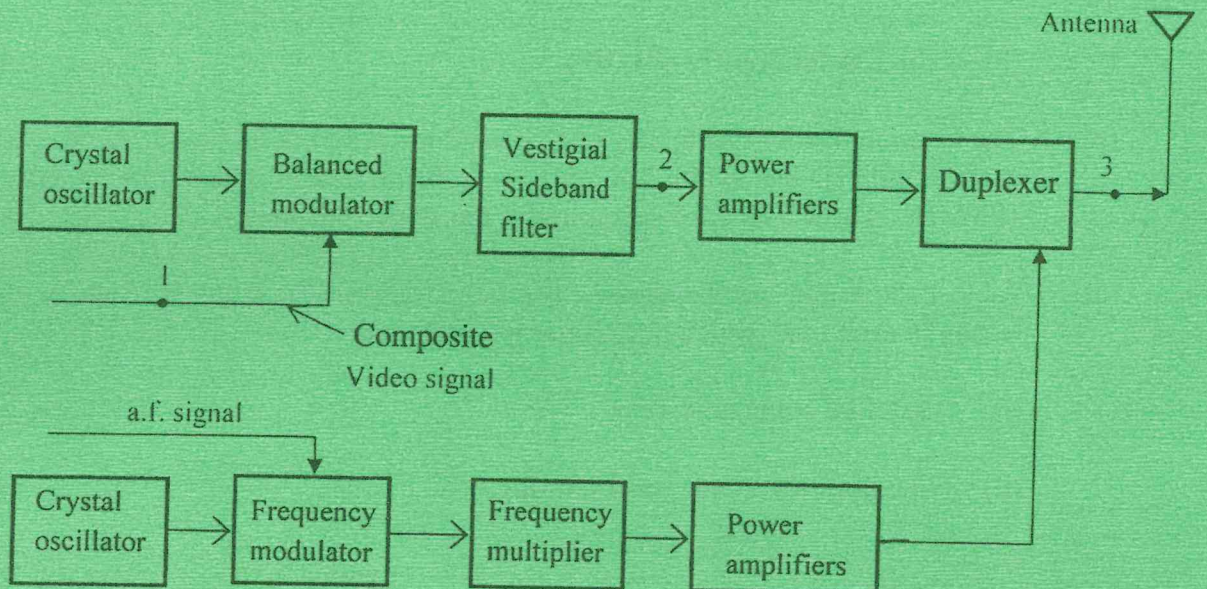 Antenna
Crystal
oscillator
Balanced
modulator
Vestigial
Sideband
filter
2
Power
amplifiers
Duplexer
3
1
Composite
Video signal
a.f. signal
Crystal
oscillator
Frequency
modulator
Frequency
multiplier
Power
amplifiers